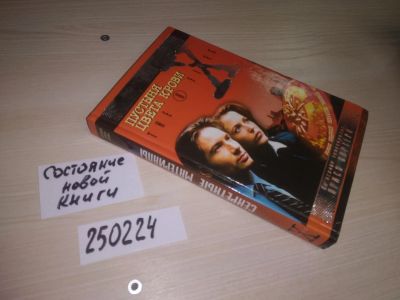 ПУСТЫНЯ
ЦВЕТА КРОВИ
СЕКРЕТНЫЕ МАТЕРИАЛЫ
СОСТОЯНИЕ
НОВОЙ
КНИГИ
250224